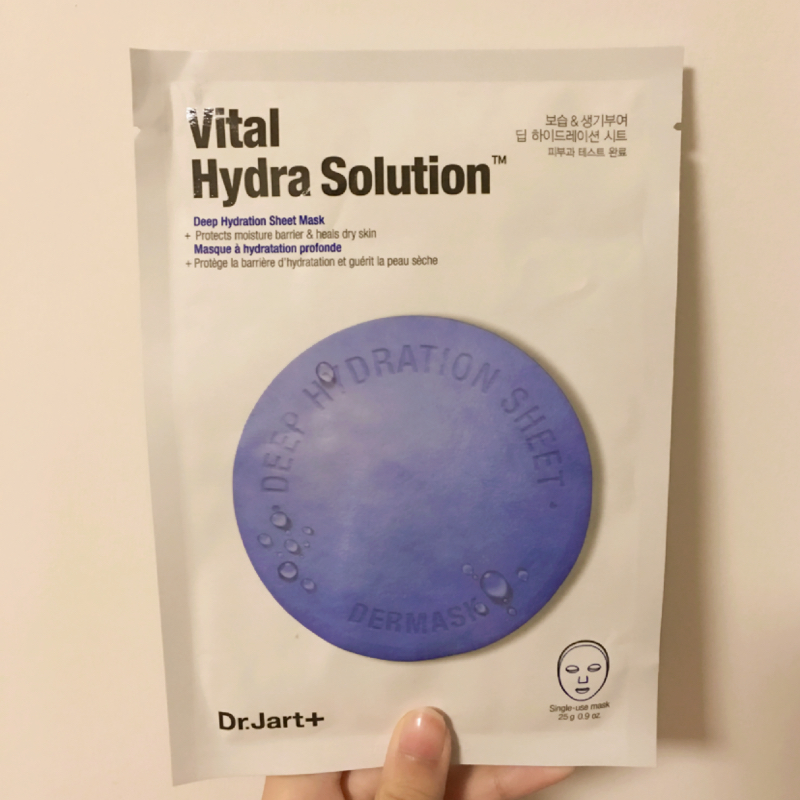 Vital
Hydra Solution™
보습 & 생기부여
딥 하이드레이션 시트
피부과 테스트 완료
Deep Hydration Sheet Mask
+ Protects moisture barrier & heals dry skin
Masque à hydratation profonde
+ Protège la barrière d'hydratation et guérit la peau sèche
· DEEP HYDRATION SHEET ·
DERMASK
Single-use mask
25 g 0.9 oz.
Dr.Jart+